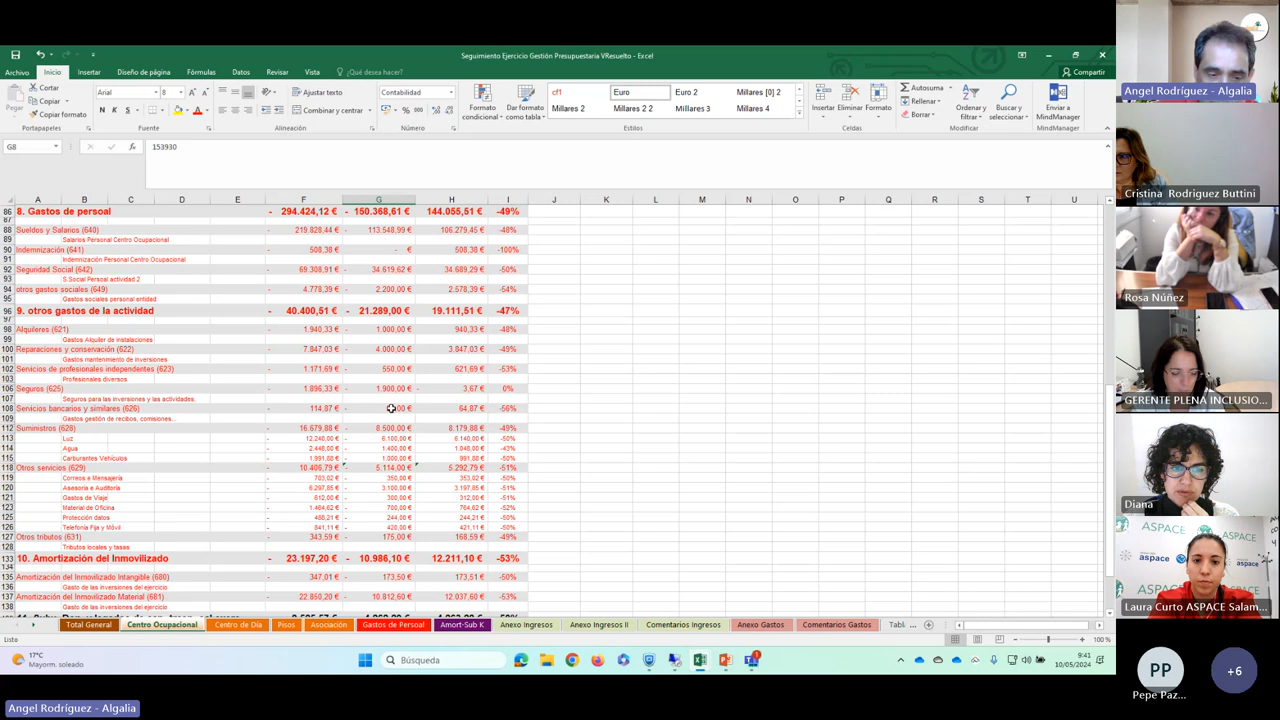 Seguimiento Ejercicio Gestión Presupuestaria VResuelto - Excel
Archivo Inicio Insertar Diseño de página Fórmulas Datos Revisar Vista ¿Qué desea hacer? Compartir
Cortar
Copiar
Copiar formato
Pegar
Portapapeles
Arial 8
N K S
Fuente
Ajustar texto
Combinar y centrar
Alineación
Contabilidad
Número
Formato condicional
Dar formato como tabla
cf1 Euro Euro 2 Millares [0] 2
Millares 2 Millares 2 2 Millares 3 Millares 4
Estilos
Insertar Eliminar Formato
Celdas
Autosuma
Rellenar
Borrar
Ordenar y filtrar
Buscar y seleccionar
Modificar
Enviar a MindManager
MindManager
G8 153930
A B C D E F G H I J K L M N O P Q R S T U
86 8. Gastos de persoal - 294.424,12 € - 150.368,61 € 144.055,51 € -49%
87
88 Sueldos y Salarios (640) - 219.828,44 € - 113.548,99 € 106.279,45 € -48%
89 Salarios Personal Centro Ocupacional
90 Indemnización (641) - 508,38 € - € 508,38 € -100%
91 Indemnización Personal Centro Ocupacional
92 Seguridad Social (642) - 69.308,91 € - 34.619,62 € 34.689,29 € -50%
93 S.Social Persoal actividad 2
94 otros gastos sociales (649) - 4.778,39 € - 2.200,00 € 2.578,39 € -54%
95 Gastos sociales personal entidad
96 9. otros gastos de la actividad - 40.400,51 € - 21.289,00 € 19.111,51 € -47%
97
98 Alquileres (621) - 1.940,33 € - 1.000,00 € 940,33 € -48%
99 Gastos Alquiler de instalaciones
100 Reparaciones y conservación (622) - 7.847,03 € - 4.000,00 € 3.847,03 € -49%
101 Gastos mantenimiento de inversiones
102 Servicios de profesionales independientes (623) - 1.171,69 € - 550,00 € 621,69 € -53%
103 Profesionales diversos
106 Seguros (625) - 1.896,33 € - 1.900,00 € - 3,67 € 0%
107 Seguros para las inversiones y las actividades.
108 Servicios bancarios y similares (626) - 114,87 € - 00 € 64,87 € -56%
109 Gastos gestión de recibos, comisiones...
112 Suministros (628) - 16.679,88 € - 8.500,00 € 8.179,88 € -49%
113 Luz - 12.240,00 € - 6.100,00 € 6.140,00 € -50%
114 Agua - 2.448,00 € - 1.400,00 € 1.048,00 € -43%
115 Carburantes Vehículos - 1.991,88 € - 1.000,00 € 991,88 € -50%
118 Otros servicios (629) - 10.406,79 € - 5.114,00 € 5.292,79 € -51%
119 Correos e Mensajería - 703,02 € - 350,00 € 353,02 € -50%
120 Asesoría e Auditoría - 6.297,85 € - 3.100,00 € 3.197,85 € -51%
121 Gastos de Viaje - 612,00 € - 300,00 € 312,00 € -51%
123 Material de Oficina - 1.464,62 € - 700,00 € 764,62 € -52%
125 Protección datos - 488,21 € - 244,00 € 244,21 € -50%
126 Telefonía Fija y Móvil - 841,11 € - 420,00 € 421,11 € -50%
127 Otros tributos (631) - 343,59 € - 175,00 € 168,59 € -49%
128 Tributos locales y tasas
133 10. Amortización del Inmovilizado - 23.197,20 € - 10.986,10 € 12.211,10 € -53%
134
135 Amortización del Inmovilizado Intangible (680) - 347,01 € - 173,50 € 173,51 € -50%
136 Gasto de las inversiones del ejercicio
137 Amortización del Inmovilizado Material (681) - 22.850,20 € - 10.812,60 € 12.037,60 € -53%
138 Gasto de las inversiones del ejercicio
Total General Centro Ocupacional Centro de Día Pisos Asociación Gastos de Persoal Amort-Sub K Anexo Ingresos Anexo Ingresos II Comentarios Ingresos Anexo Gastos Comentarios Gastos
Listo 100 %
17°C
Mayorm. soleado
Búsqueda
9:41
10/05/2024
Angel Rodríguez - Algalia
Angel Rodríguez - Algalia
Cristina Rodriguez Buttini
Rosa Núñez
GERENTE PLENA INCLUSIO...
Diana
ASPACE
aspace
ASPACE
Laura Curto ASPACE Salam...
PP
Pepe Paz...
+6